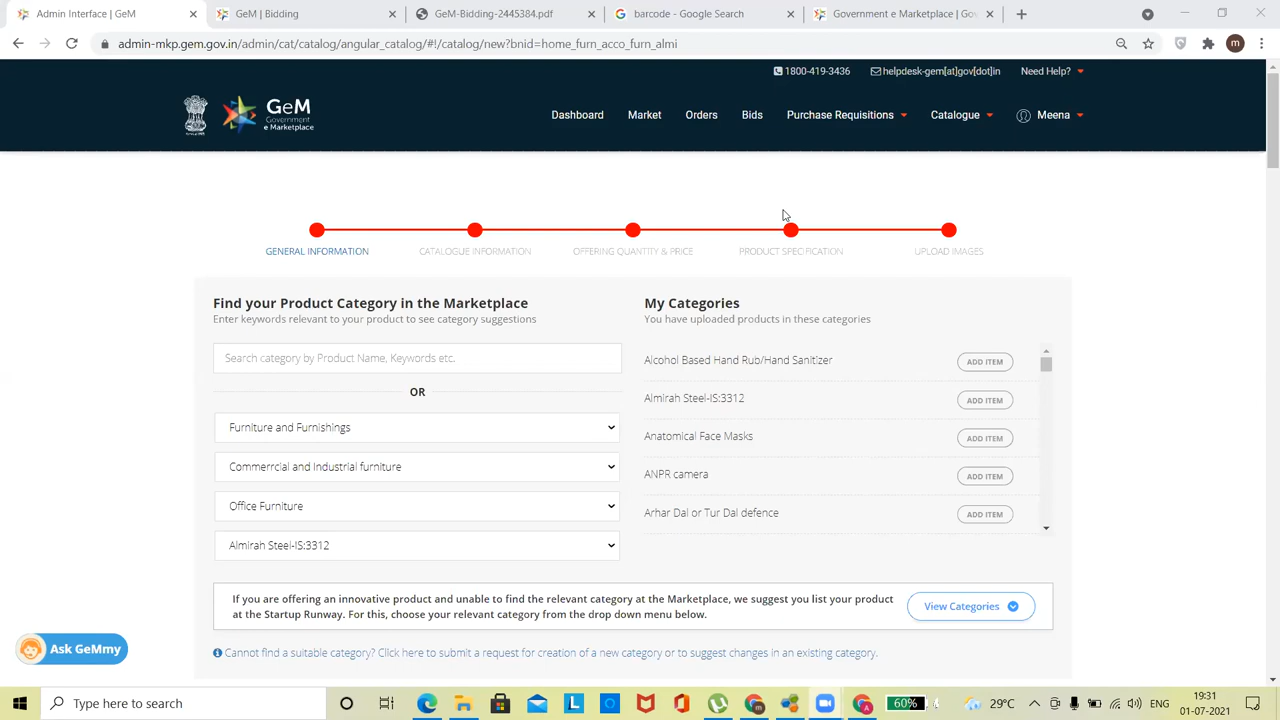 Admin Interface | GeM
GeM | Bidding
GeM-Bidding-2445384.pdf
barcode - Google Search
Government e Marketplace | Gov
admin-mkp.gem.gov.in/admin/cat/catalog/angular_catalog/#!/catalog/new?bnid=home_furn_acco_furn_almi
m
1800-419-3436
helpdesk-gem[at]gov[dot]in
Need Help?
GeM
Government
e Marketplace
Dashboard
Market
Orders
Bids
Purchase Requisitions
Catalogue
Meena
GENERAL INFORMATION
CATALOGUE INFORMATION
OFFERING QUANTITY & PRICE
PRODUCT SPECIFICATION
UPLOAD IMAGES
Find your Product Category in the Marketplace
Enter keywords relevant to your product to see category suggestions
Search category by Product Name, Keywords etc.
OR
Furniture and Furnishings
Commerrcial and Industrial furniture
Office Furniture
Almirah Steel-IS:3312
My Categories
You have uploaded products in these categories
Alcohol Based Hand Rub/Hand Sanitizer
ADD ITEM
Almirah Steel-IS:3312
ADD ITEM
Anatomical Face Masks
ADD ITEM
ANPR camera
ADD ITEM
Arhar Dal or Tur Dal defence
ADD ITEM
If you are offering an innovative product and unable to find the relevant category at the Marketplace, we suggest you list your product
at the Startup Runway. For this, choose your relevant category from the drop down menu below.
View Categories
Cannot find a suitable category? Click here to submit a request for creation of a new category or to suggest changes in an existing category.
Ask GeMmy
Type here to search
60%
29°C
ENG
19:31
01-07-2021